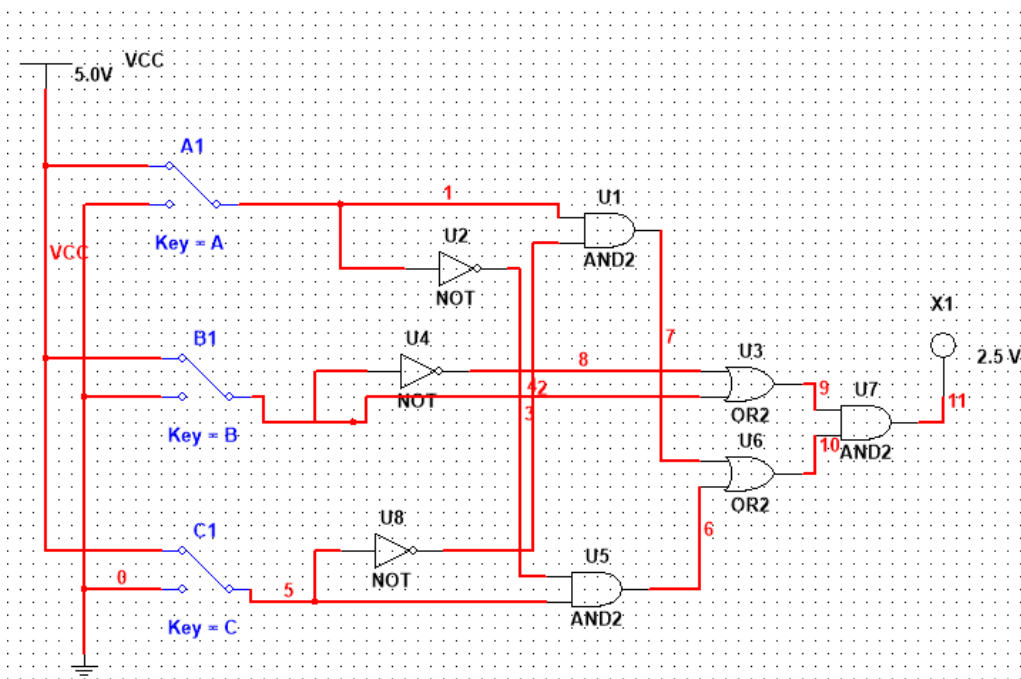 VCC
5.0V
A1
1
U1
Key = A
VCC
U2
AND2
NOT
X1
B1
U4
7
U3
2.5 V
8
42
9
U7
11
NOT
3
OR2
Key = B
U6
10
AND2
C1
U8
OR2
6
0
5
NOT
U5
Key = C
AND2